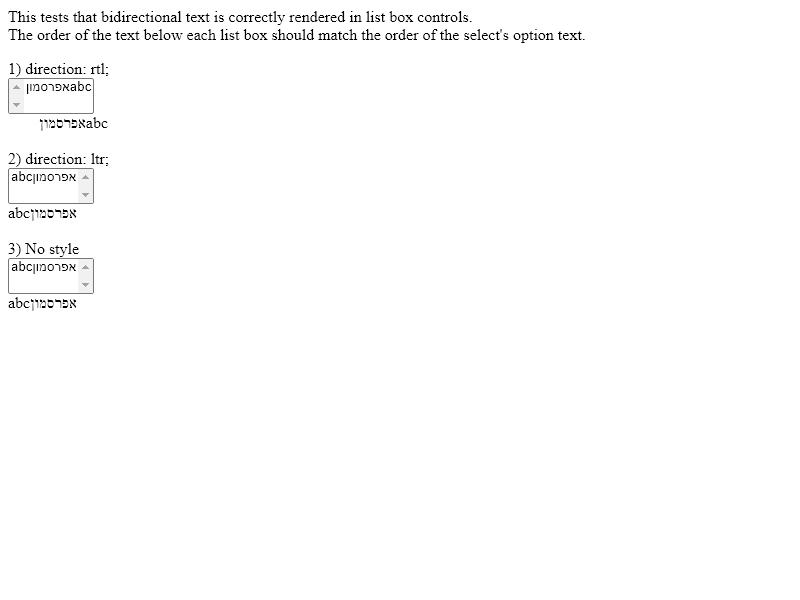 This tests that bidirectional text is correctly rendered in list box controls.
The order of the text below each list box should match the order of the select's option text.
1) direction: rtl;
abcאפרסמון
abcאפרסמון
2) direction: ltr;
abcאפרסמון
abcאפרסמון
3) No style
abcאפרסמון
abcאפרסמון